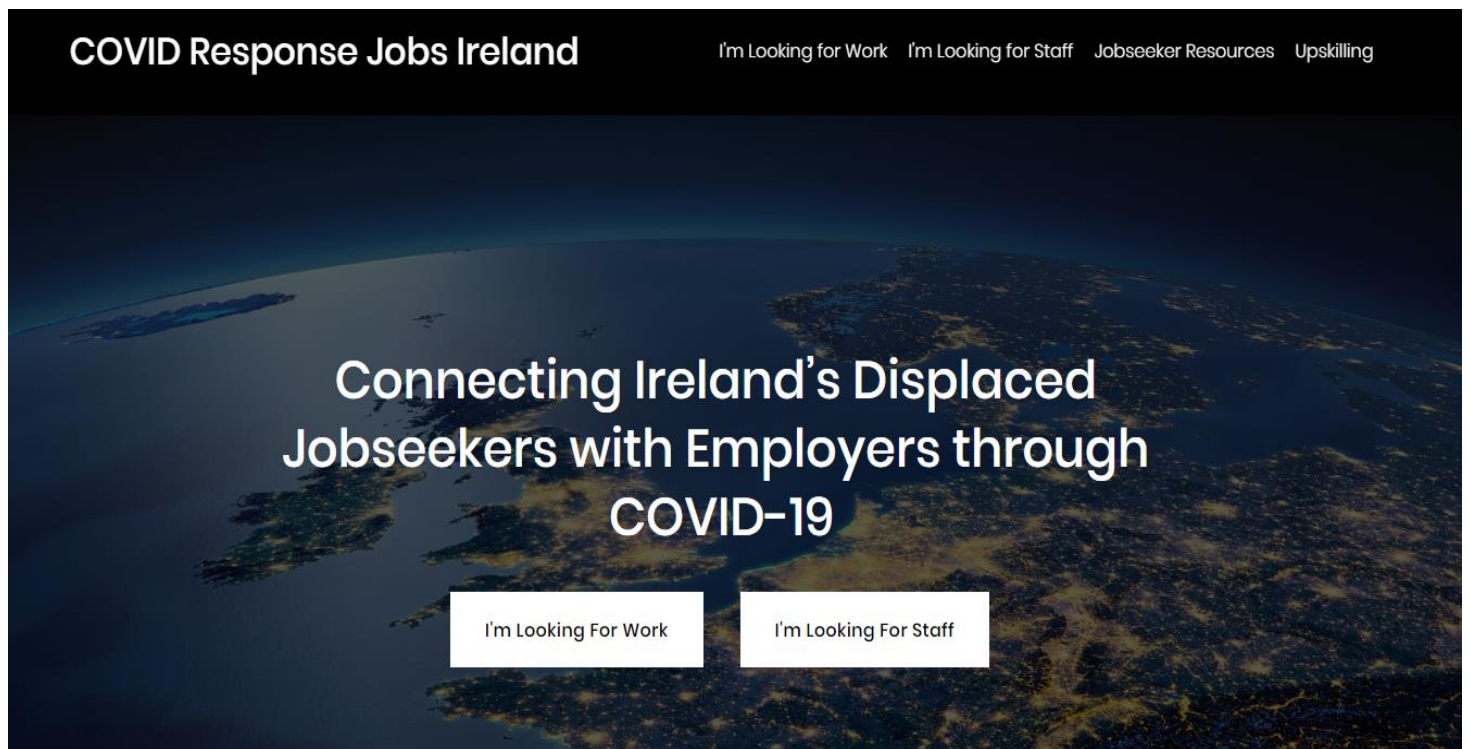 COVID Response Jobs Ireland
I'm Looking for Work I'm Looking for Staff Jobseeker Resources Upskilling
Connecting Ireland’s Displaced
Jobseekers with Employers through
COVID-19
I'm Looking For Work
I'm Looking For Staff